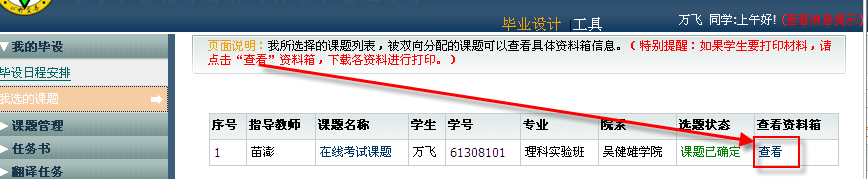 毕业设计 | 工具
万飞 同学:上午好!
我的毕设
毕设日程安排
我选的课题
课题管理
任务书
翻译任务
页面说明：我所选择的课题列表，被双向分配的课题可以查看具体资料箱信息。（特别提醒：如果学生要打印材料，请
点击“查看”资料箱，下载各资料进行打印。）
序号 指导教师 课题名称 学生 学号 专业 院系 选题状态 查看资料箱
1 苗澎 在线考试课题 万飞 61308101 理科实验班 吴健雄学院 课题已确定 查看